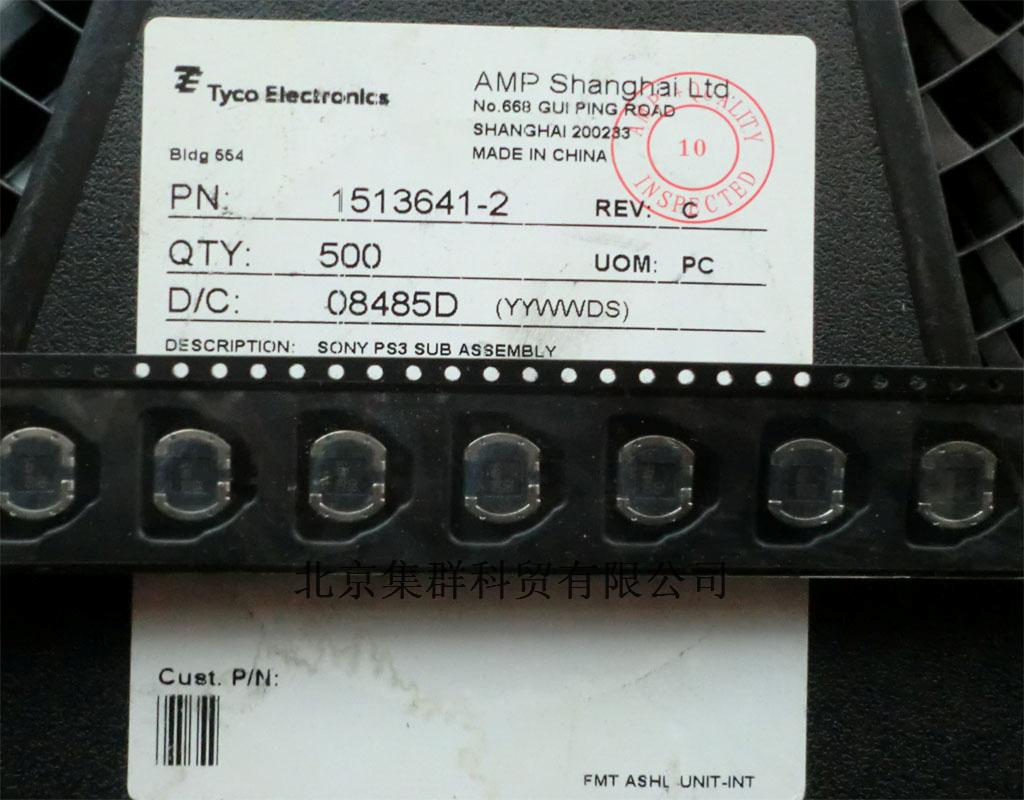 Tyco Electronics
AMP Shanghai Ltd
No.668 GUI PING ROAD
SHANGHAI 200233
MADE IN CHINA
AMP QUALITY
10
INSPECTED
Bldg 554
PN: 1513641-2 REV: C
QTY: 500 UOM: PC
D/C: 08485D (YYWWDS)
DESCRIPTION: SONY PS3 SUB ASSEMBLY
北京集群科贸有限公司
Cust. P/N:
FMT ASHL UNIT-INT